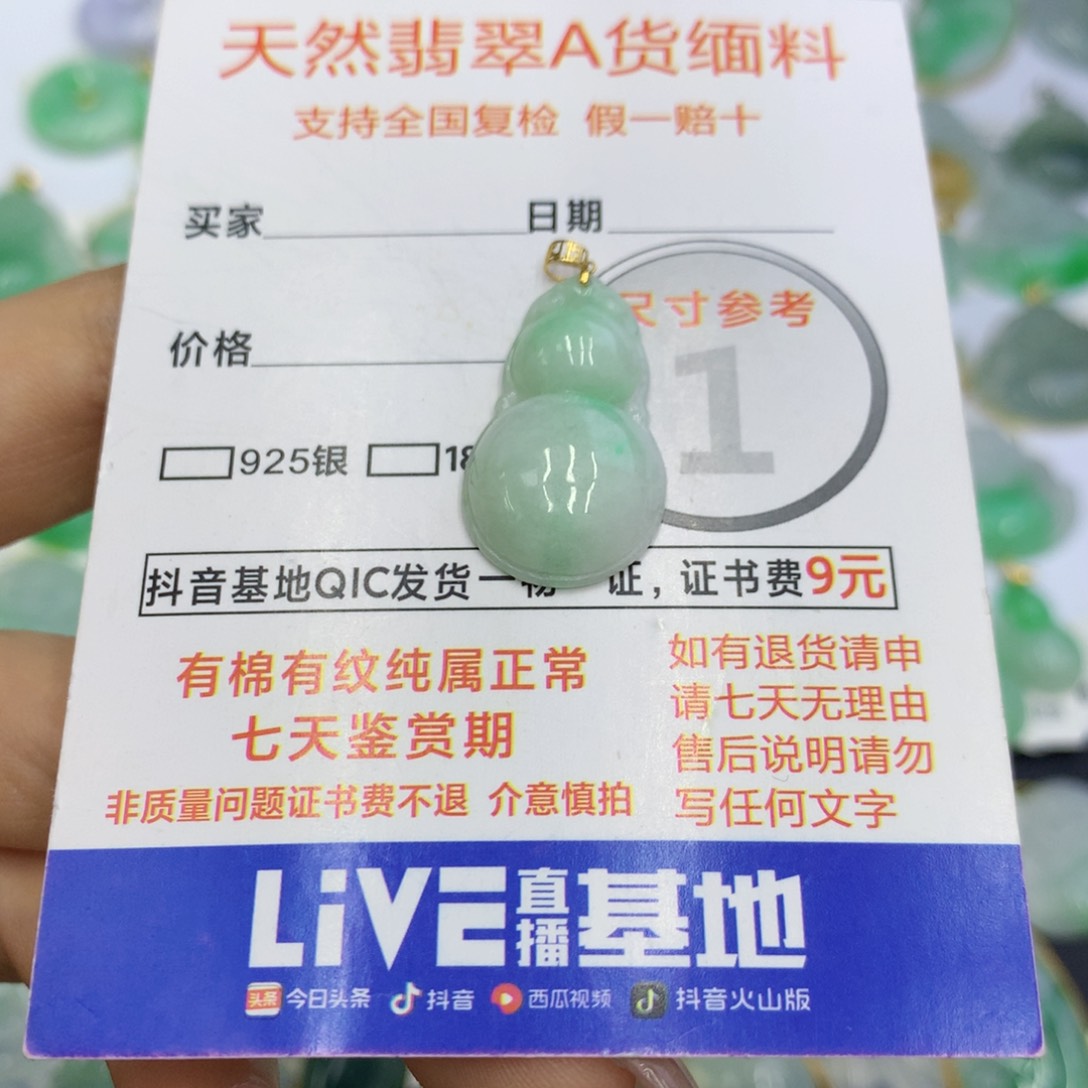 天然翡翠A货缅料
支持全国复检 假一赔十
买家 日期
尺寸参考
1
价格
925银 18
抖音基地QIC发货一物 证，证书费9元
有棉有纹纯属正常
七天鉴赏期
非质量问题证书费不退 介意慎拍
如有退货请申
请七天无理由
售后说明请勿
写任何文字
LiVE直播基地
头条 今日头条 抖音 西瓜视频 抖音火山版